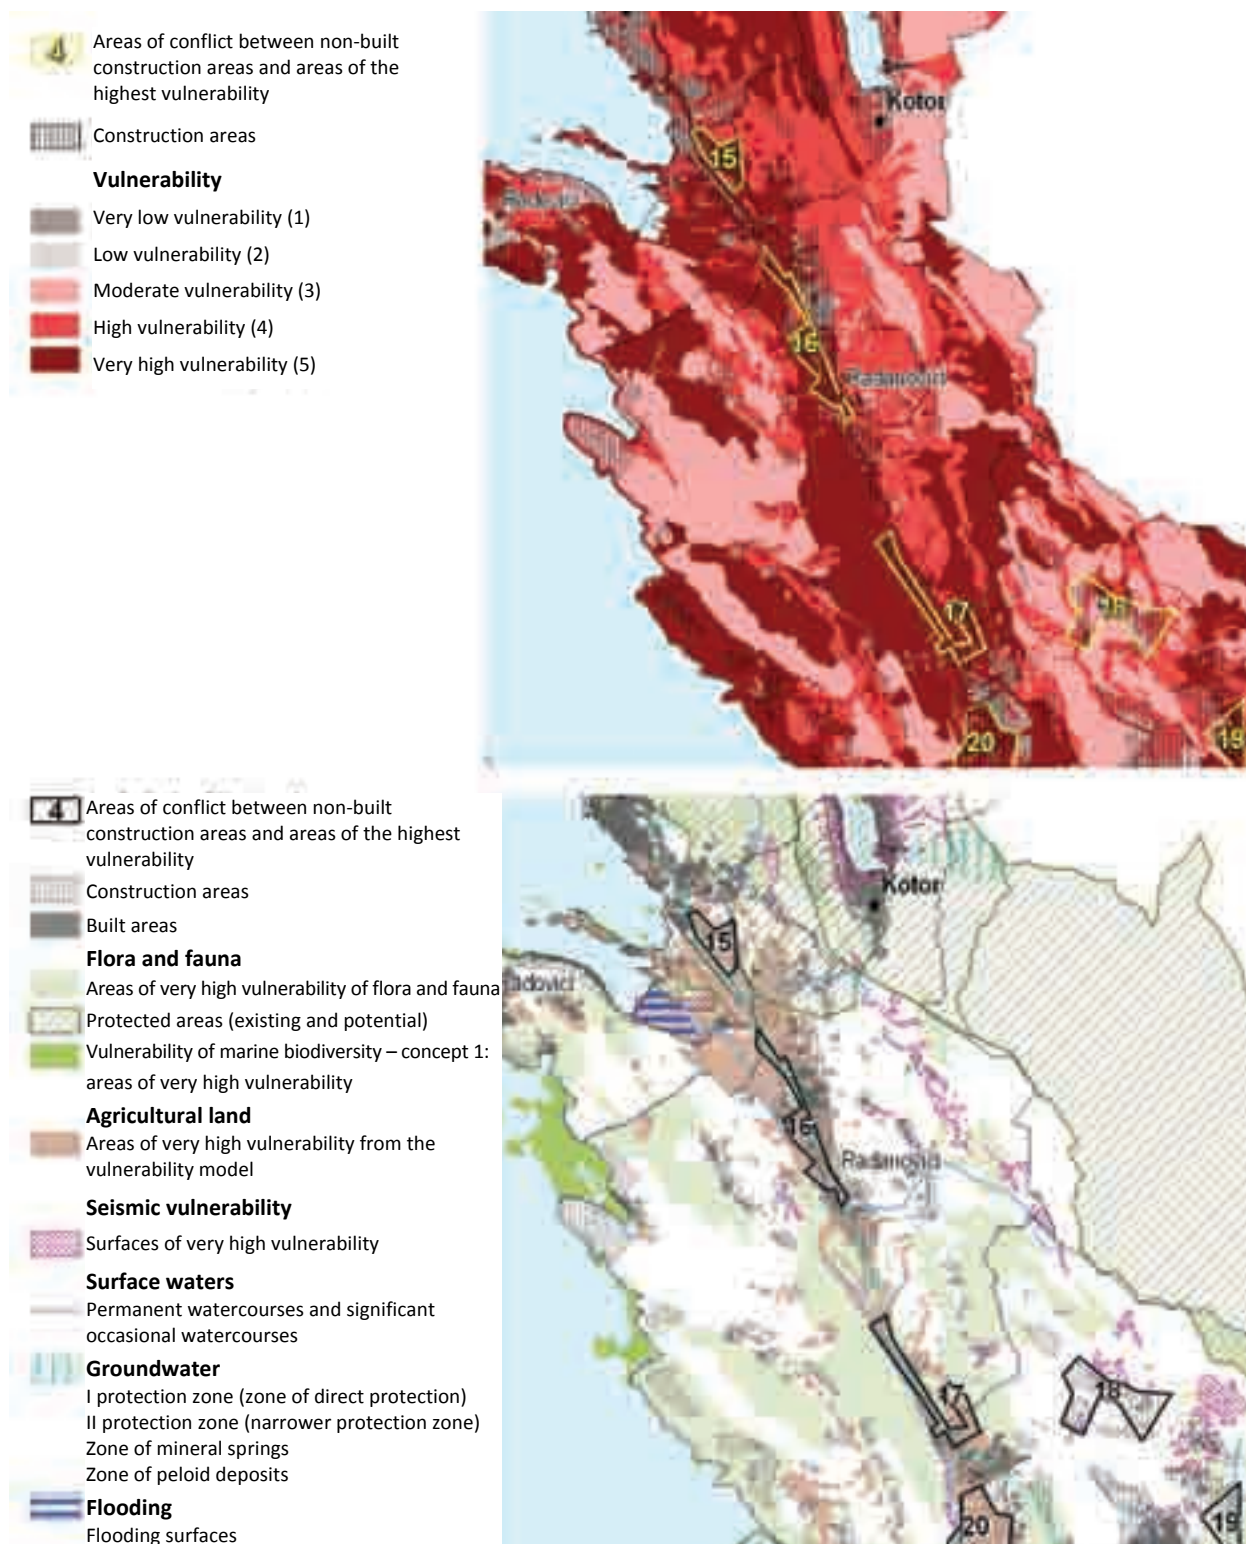 4
Areas of conflict between non-built
construction areas and areas of the
highest vulnerability
Construction areas
Vulnerability
Very low vulnerability (1)
Low vulnerability (2)
Moderate vulnerability (3)
High vulnerability (4)
Very high vulnerability (5)
Kotor
15
16
Radanovići
17
18
19
20
4
Areas of conflict between non-built
construction areas and areas of the highest
vulnerability
Construction areas
Built areas
Flora and fauna
Areas of very high vulnerability of flora and fauna
Protected areas (existing and potential)
Vulnerability of marine biodiversity – concept 1:
areas of very high vulnerability
Agricultural land
Areas of very high vulnerability from the
vulnerability model
Seismic vulnerability
Surfaces of very high vulnerability
Surface waters
Permanent watercourses and significant
occasional watercourses
Groundwater
I protection zone (zone of direct protection)
II protection zone (narrower protection zone)
Zone of mineral springs
Zone of peloid deposits
Flooding
Flooding surfaces
Kotor
15
adovići
16
Radanovići
17
18
19
20